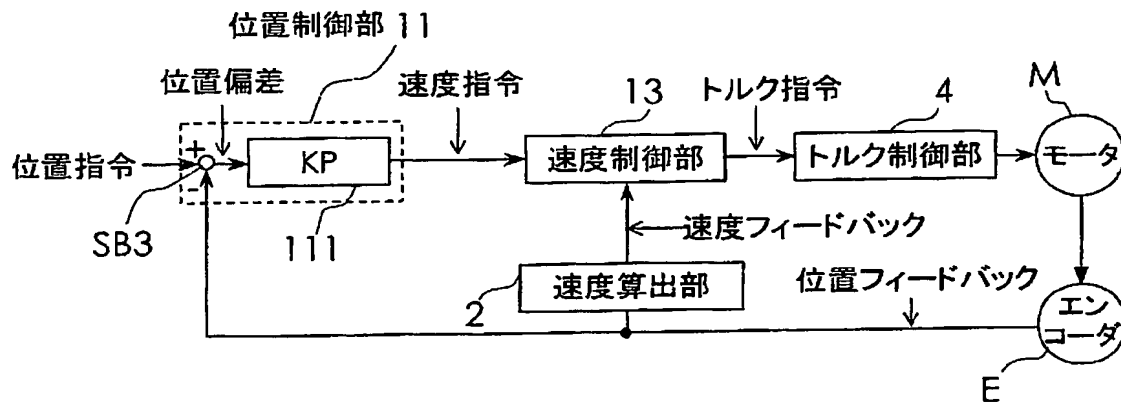 位置制御部 11
位置偏差
速度指令
13
トルク指令
4
M
位置指令
+
-
KP
速度制御部
トルク制御部
モータ
SB3
111
速度フィードバック
2
速度算出部
位置フィードバック
エン
コーダ
E